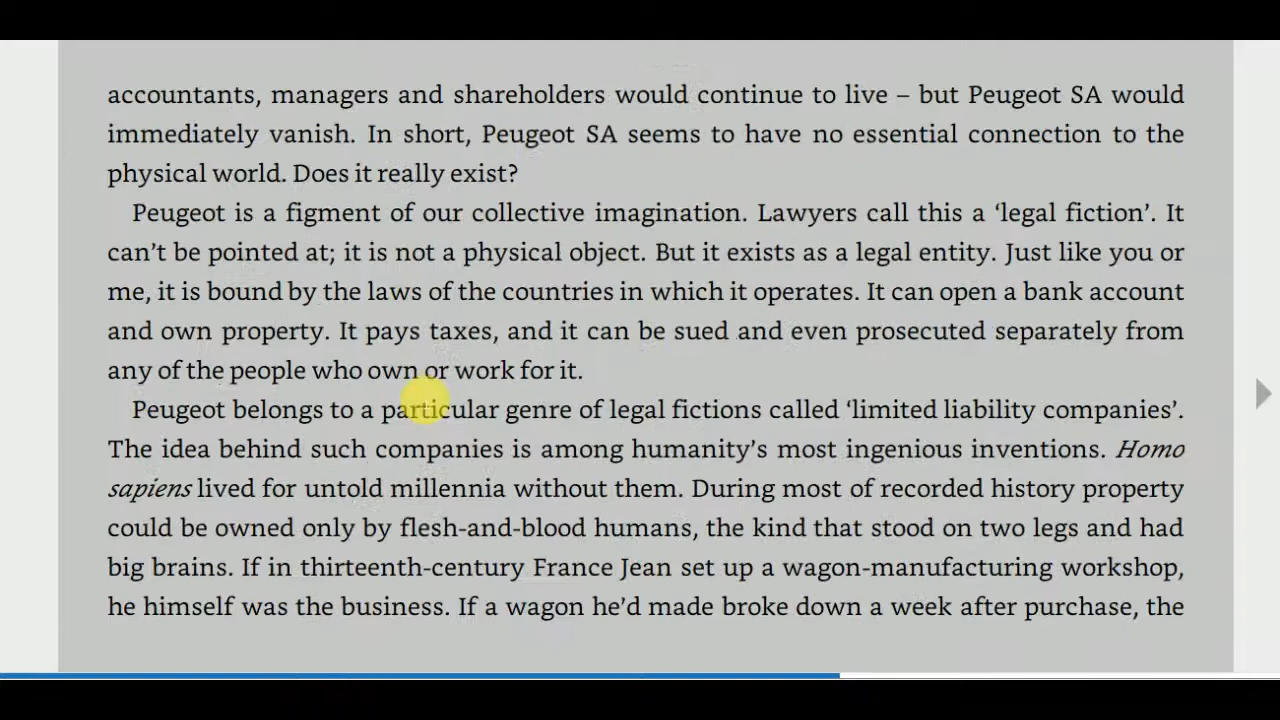 accountants, managers and shareholders would continue to live – but Peugeot SA would
immediately vanish. In short, Peugeot SA seems to have no essential connection to the
physical world. Does it really exist?
Peugeot is a figment of our collective imagination. Lawyers call this a ‘legal fiction’. It
can’t be pointed at; it is not a physical object. But it exists as a legal entity. Just like you or
me, it is bound by the laws of the countries in which it operates. It can open a bank account
and own property. It pays taxes, and it can be sued and even prosecuted separately from
any of the people who own or work for it.
Peugeot belongs to a particular genre of legal fictions called ‘limited liability companies’.
The idea behind such companies is among humanity’s most ingenious inventions. Homo
sapiens lived for untold millennia without them. During most of recorded history property
could be owned only by flesh-and-blood humans, the kind that stood on two legs and had
big brains. If in thirteenth-century France Jean set up a wagon-manufacturing workshop,
he himself was the business. If a wagon he’d made broke down a week after purchase, the